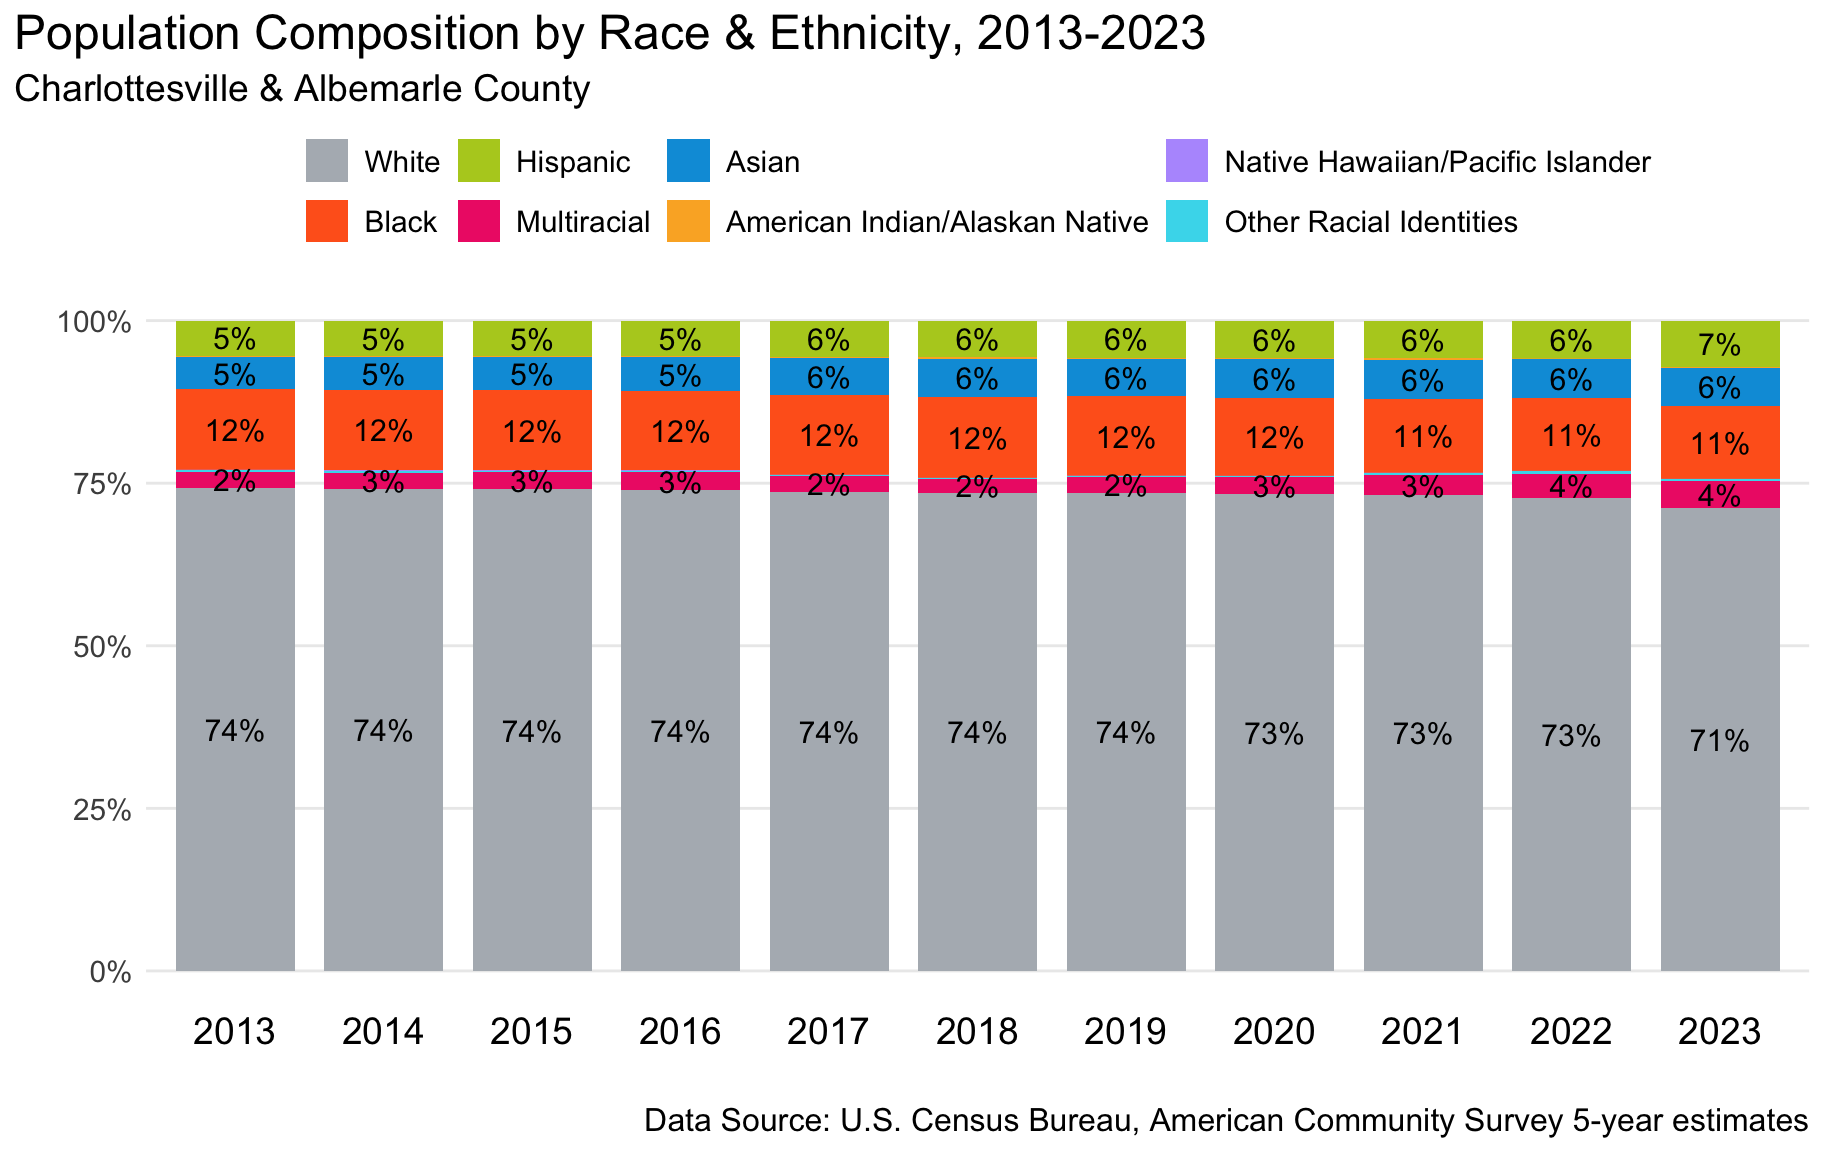 Population Composition by Race & Ethnicity, 2013-2023
Charlottesville & Albemarle County
White Hispanic Asian Native Hawaiian/Pacific Islander
Black Multiracial American Indian/Alaskan Native Other Racial Identities
100%
5% 5% 5% 5% 6% 6% 6% 6% 6% 6% 7%
5% 5% 5% 5% 6% 6% 6% 6% 6% 6% 6%
12% 12% 12% 12% 12% 12% 12% 12% 11% 11% 11%
75%
2% 3% 3% 3% 2% 2% 2% 3% 3% 4% 4%
50%
74% 74% 74% 74% 74% 74% 74% 73% 73% 73% 71%
25%
0%
2013 2014 2015 2016 2017 2018 2019 2020 2021 2022 2023
Data Source: U.S. Census Bureau, American Community Survey 5-year estimates